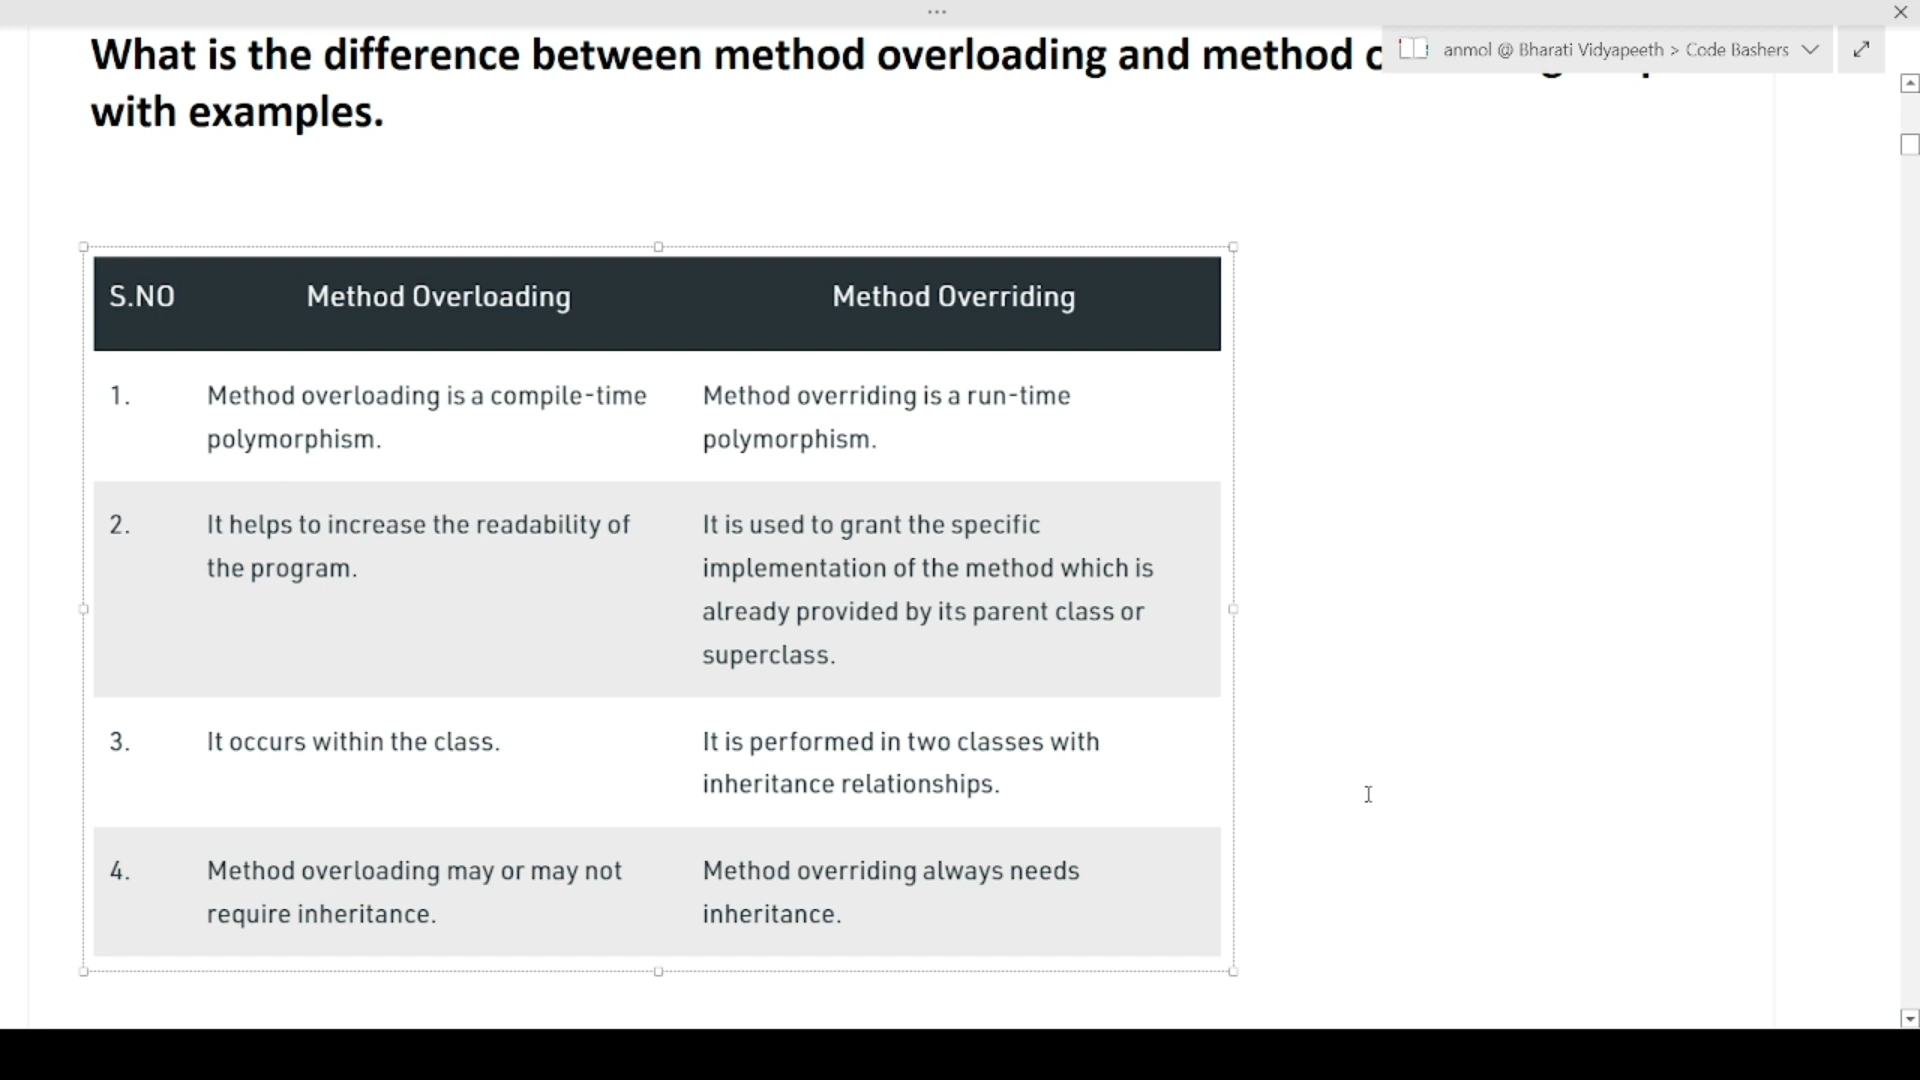 What is the difference between method overloading and method
anmol @ Bharati Vidyapeeth > Code Bashers
with examples.
S.NO Method Overloading Method Overriding
1. Method overloading is a compile-time Method overriding is a run-time
polymorphism. polymorphism.
2. It helps to increase the readability of It is used to grant the specific
the program. implementation of the method which is
already provided by its parent class or
superclass.
3. It occurs within the class. It is performed in two classes with
inheritance relationships.
4. Method overloading may or may not Method overriding always needs
require inheritance. inheritance.